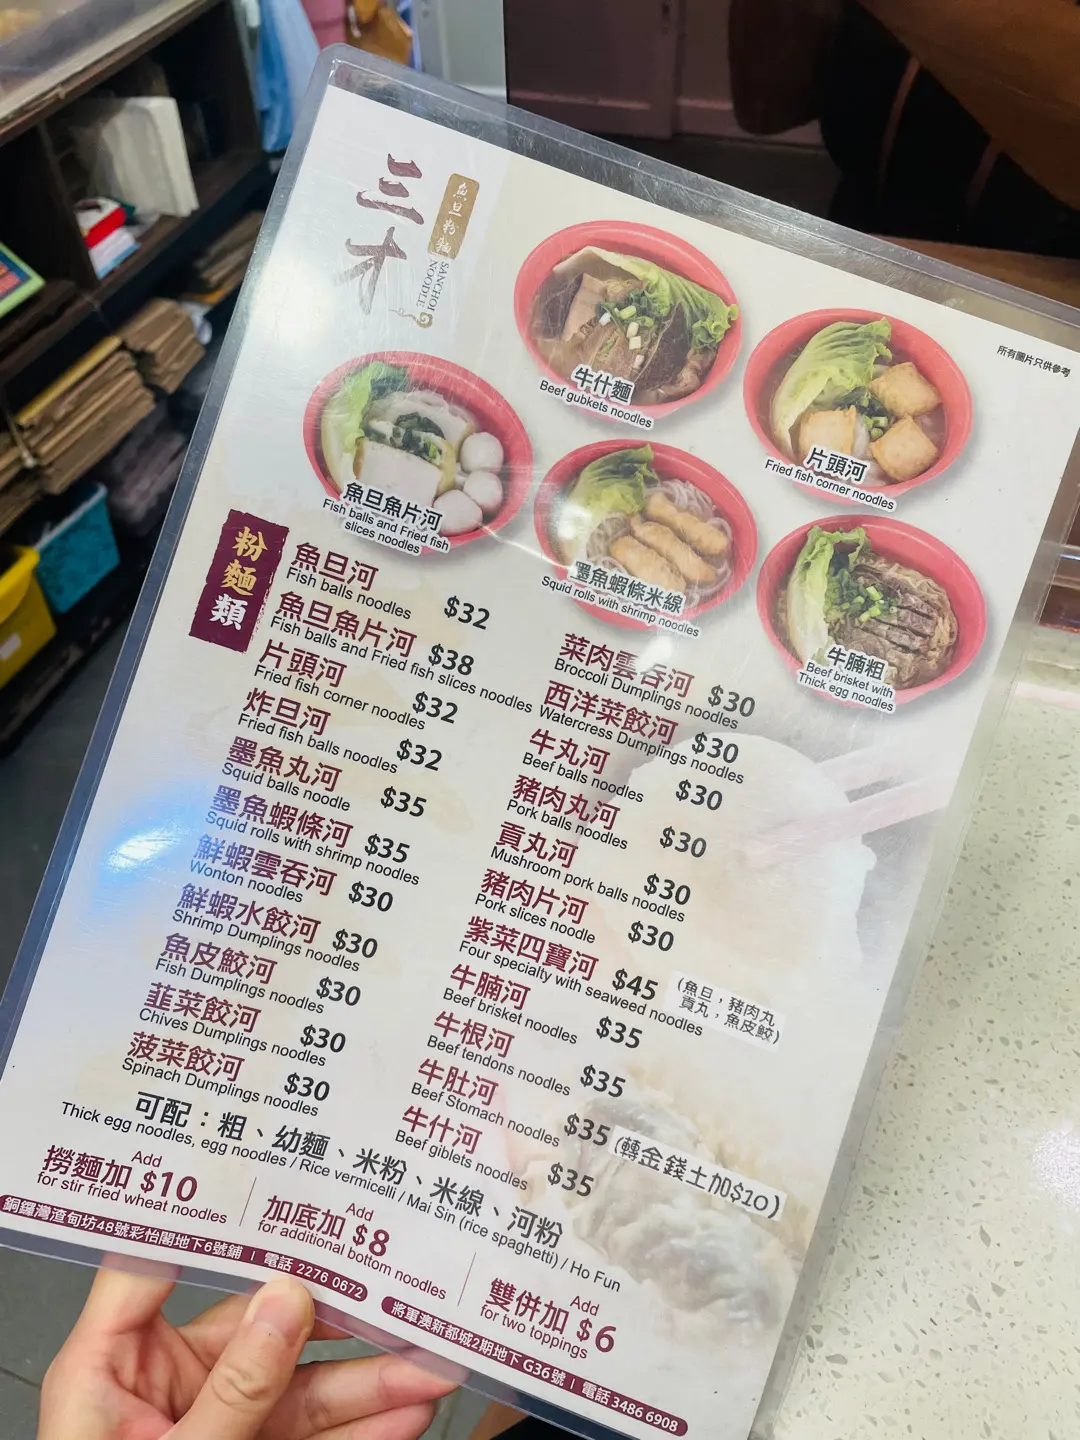 三才
魚旦粉麵
SANCHOI
NOODLE
所有圖片只供參考
牛什麵
Beef gubkets noodles
片頭河
Fried fish corner noodles
魚旦魚片河
Fish balls and Fried fish
slices noodles
墨魚蝦條米線
Squid rolls with shrimp noodles
牛腩粗
Beef brisket with
Thick egg noodles
粉麵類
魚旦河 $32
Fish balls noodles
魚旦魚片河 $38
Fish balls and Fried fish slices noodles
片頭河 $32
Fried fish corner noodles
炸旦河 $32
Fried fish balls noodles
墨魚丸河 $35
Squid balls noodle
墨魚蝦條河 $35
Squid rolls with shrimp noodles
鮮蝦雲吞河 $30
Wonton noodles
鮮蝦水餃河 $30
Shrimp Dumplings noodles
魚皮餃河 $30
Fish Dumplings noodles
韮菜餃河 $30
Chives Dumplings noodles
菠菜餃河 $30
Spinach Dumplings noodles
菜肉雲吞河 $30
Broccoli Dumplings noodles
西洋菜餃河 $30
Watercress Dumplings noodles
牛丸河 $30
Beef balls noodles
豬肉丸河 $30
Pork balls noodles
貢丸河 $30
Mushroom pork balls noodles
豬肉片河 $30
Pork slices noodle
紫菜四寶河 $45 (魚旦，豬肉丸
貢丸，魚皮餃)
Four specialty with seaweed noodles
牛腩河 $35
Beef brisket noodles
牛根河 $35
Beef tendons noodles
牛肚河 $35 (轉金錢土加$10)
Beef Stomach noodles
牛什河 $35
Beef giblets noodles
可配：粗、幼麵、米粉、米線、河粉
Thick egg noodles, egg noodles / Rice vermicelli / Mai Sin (rice spaghetti) / Ho Fun
撈麵加 Add $10
for stir fried wheat noodles
加底加 Add $8
for additional bottom noodles
雙併加 Add $6
for two toppings
銅鑼灣渣甸坊48號彩怡閣地下6號舖 | 電話 2276 0672
將軍澳新都城2期地下G36號 | 電話 3486 6908